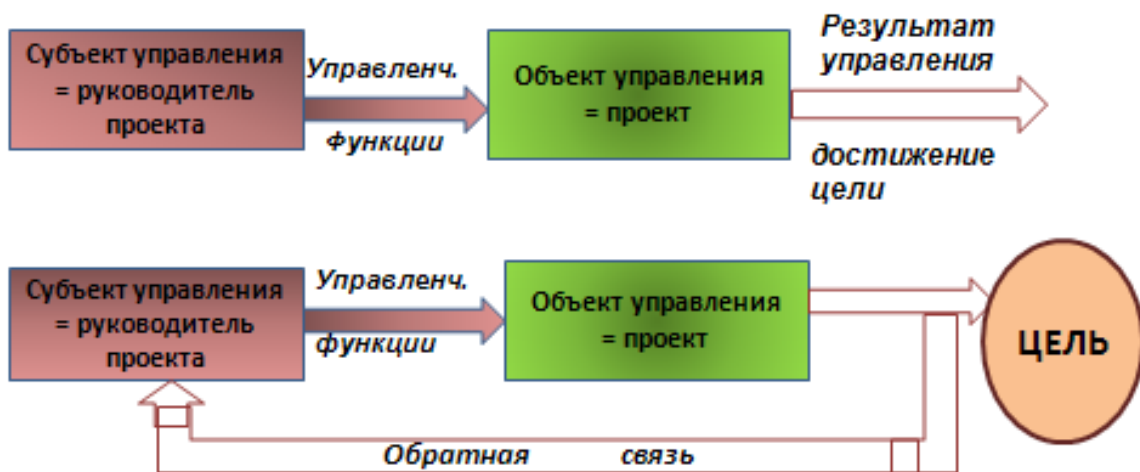 Субъект управления
= руководитель
проекта
Управленч.
функции
Объект управления
= проект
Результат
управления
достижение
цели
Субъект управления
= руководитель
проекта
Управленч.
функции
Объект управления
= проект
ЦЕЛЬ
Обратная связь